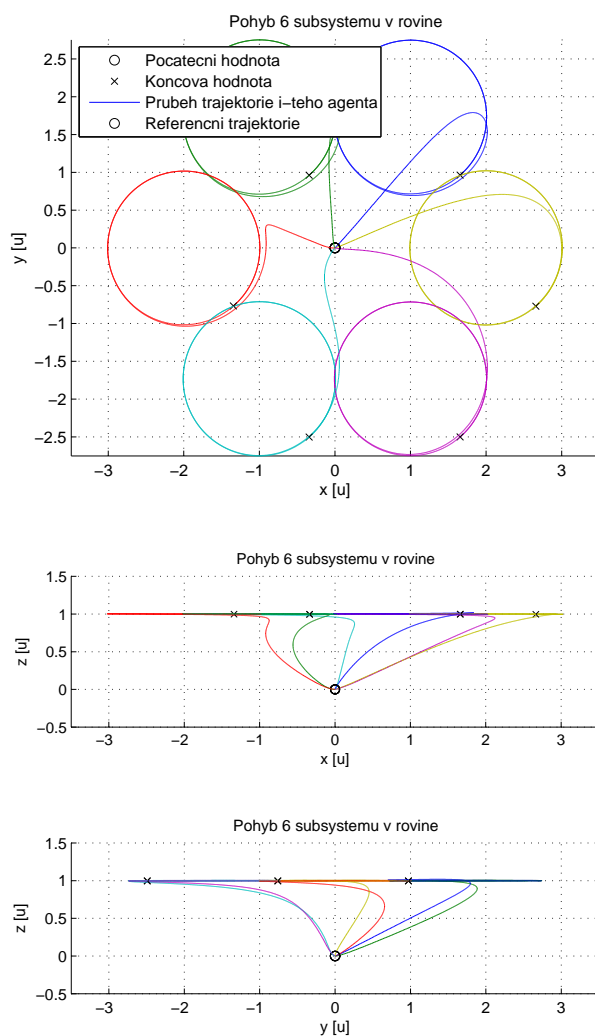 Pohyb 6 subsystemu v rovine
Pocatecni hodnota
Koncova hodnota
Prubeh trajektorie i−teho agenta
Referencni trajektorie
2.5
2
1.5
1
0.5
0
−0.5
−1
−1.5
−2
−2.5
y [u]
−3 −2 −1 0 1 2 3
x [u]
Pohyb 6 subsystemu v rovine
1.5
1
0.5
0
−0.5
z [u]
−3 −2 −1 0 1 2 3
x [u]
Pohyb 6 subsystemu v rovine
1.5
1
0.5
0
−0.5
z [u]
−3 −2 −1 0 1 2 3
y [u]